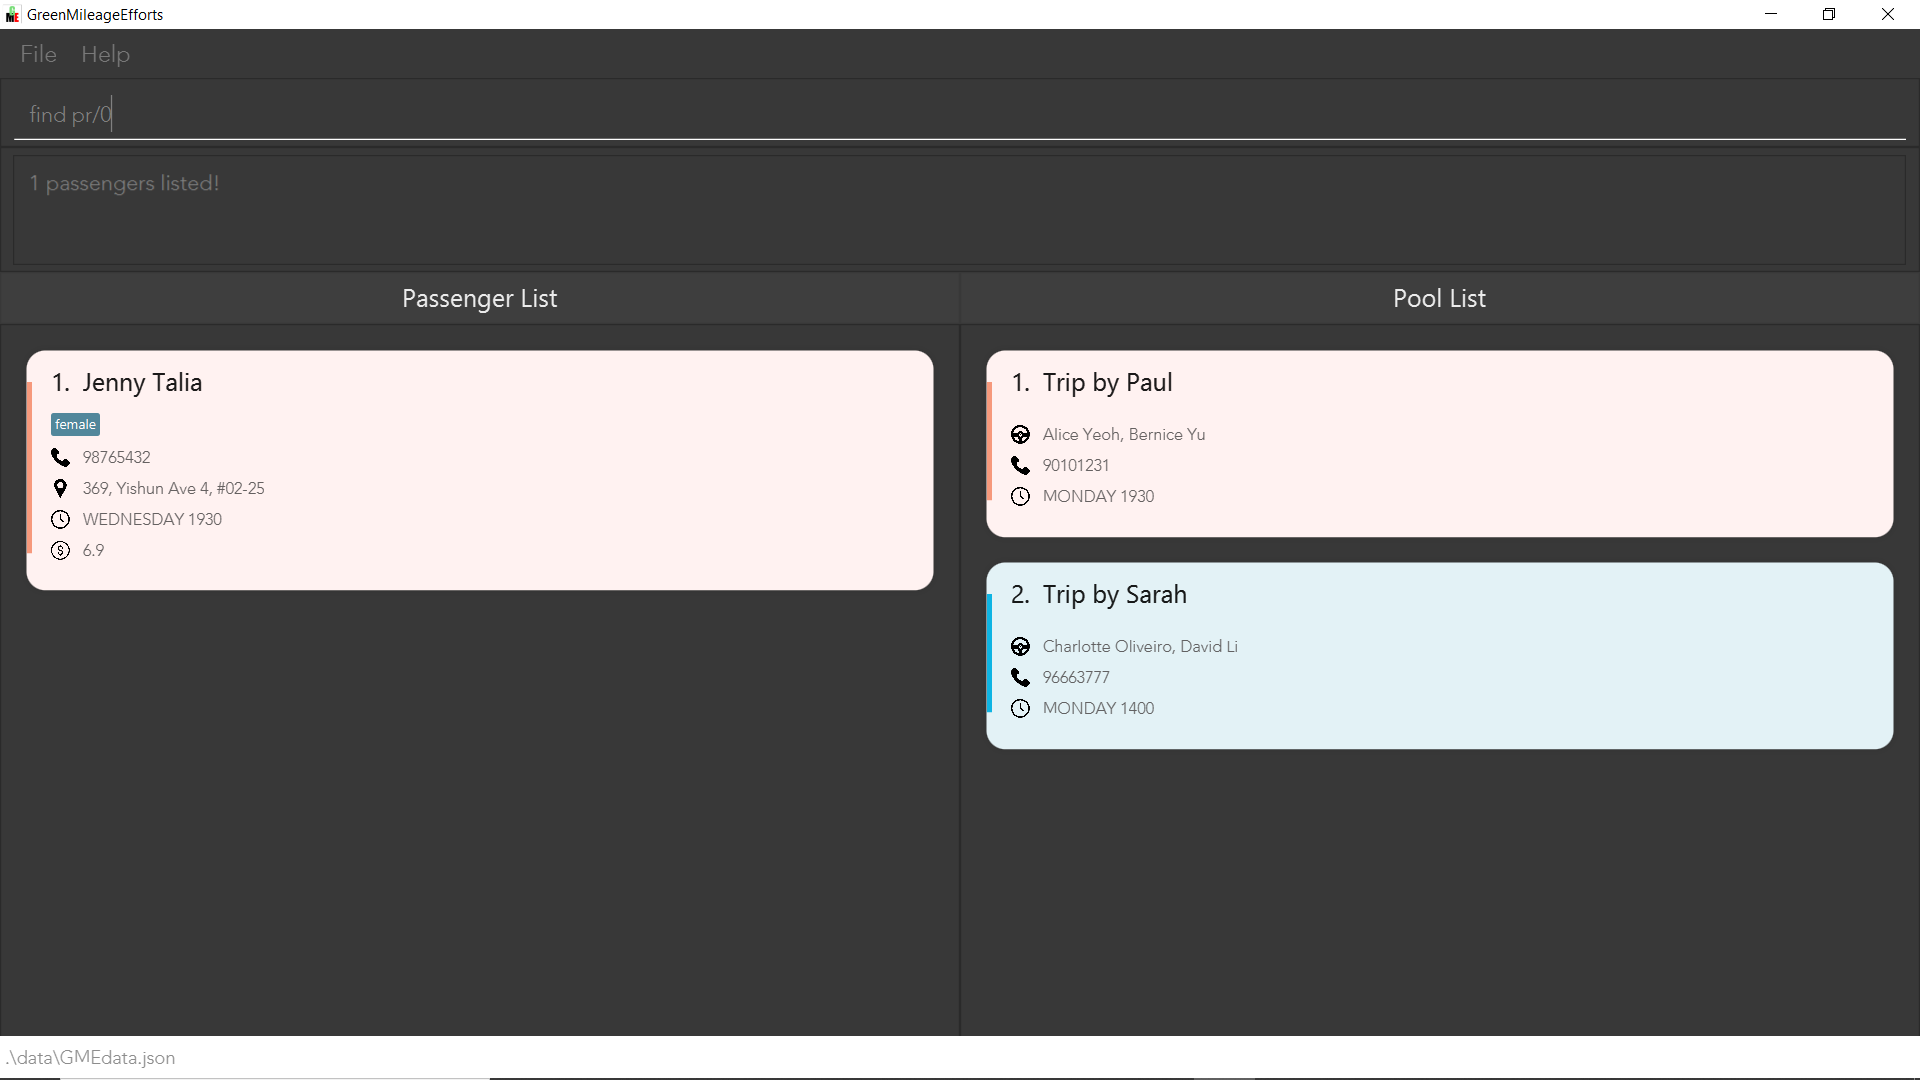 GreenMileageEfforts
File Help
find pr/0
1 passengers listed!
Passenger List
Pool List
1. Jenny Talia
female
98765432
369, Yishun Ave 4, #02-25
WEDNESDAY 1930
6.9
1. Trip by Paul
Alice Yeoh, Bernice Yu
90101231
MONDAY 1930
2. Trip by Sarah
Charlotte Oliveiro, David Li
96663777
MONDAY 1400
.\data\GMEdata.json